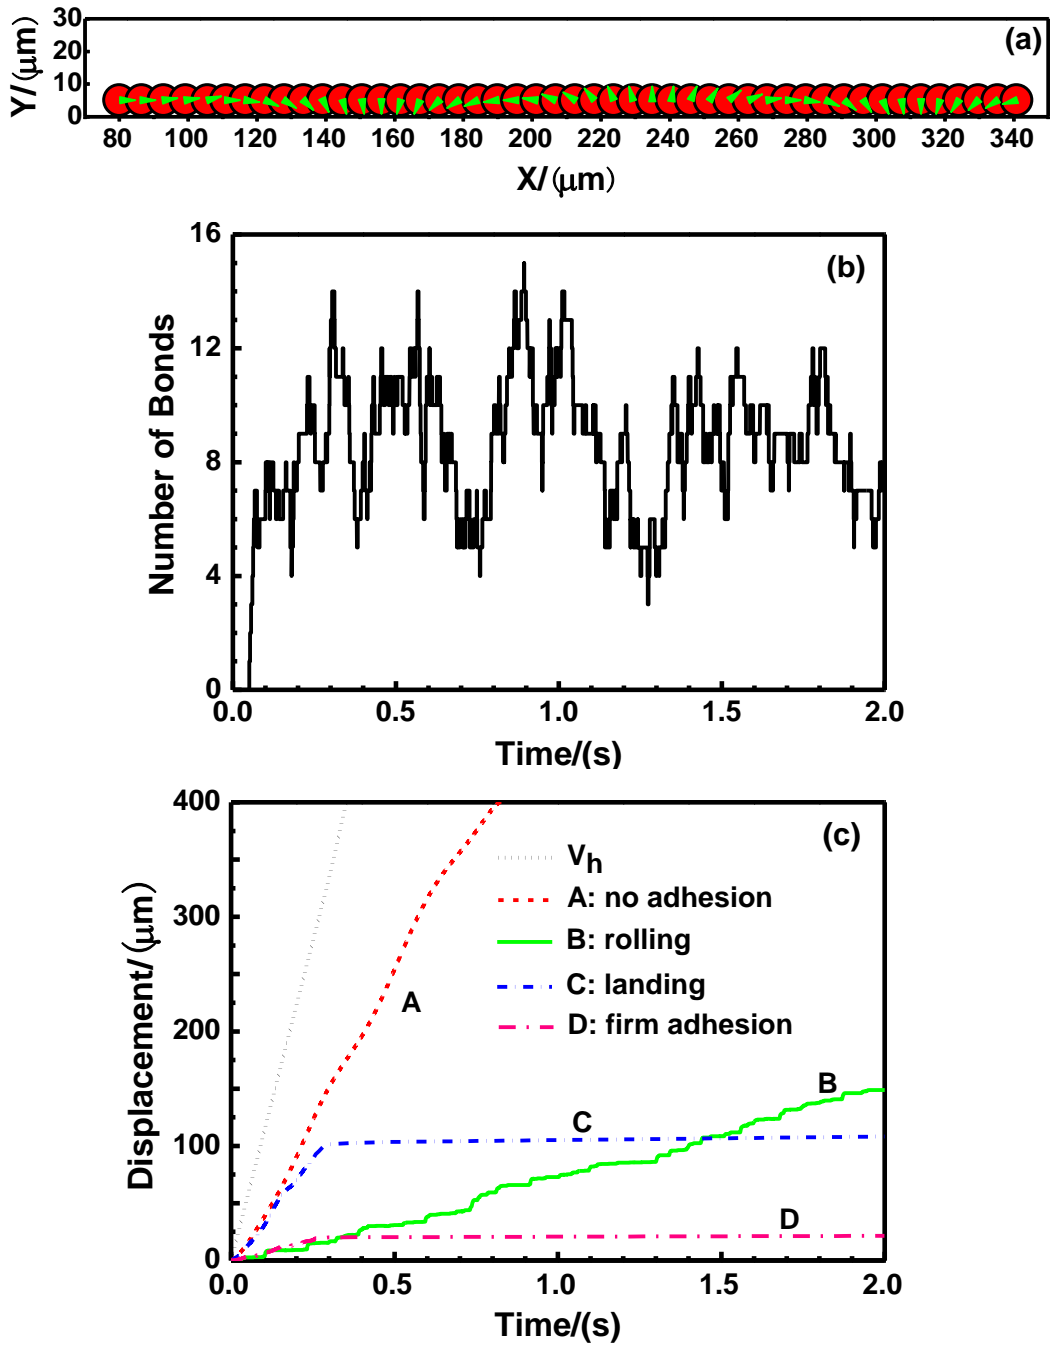 Y/(μm)
30
20
10
0
(a)
80 100 120 140 160 180 200 220 240 260 280 300 320 340
X/(μm)
Number of Bonds
16
12
8
4
0
(b)
0.0 0.5 1.0 1.5 2.0
Time/(s)
Displacement/(μm)
400
300
200
100
0
(c)
Vh
A: no adhesion
B: rolling
C: landing
D: firm adhesion
A
B
C
D
0.0 0.5 1.0 1.5 2.0
Time/(s)